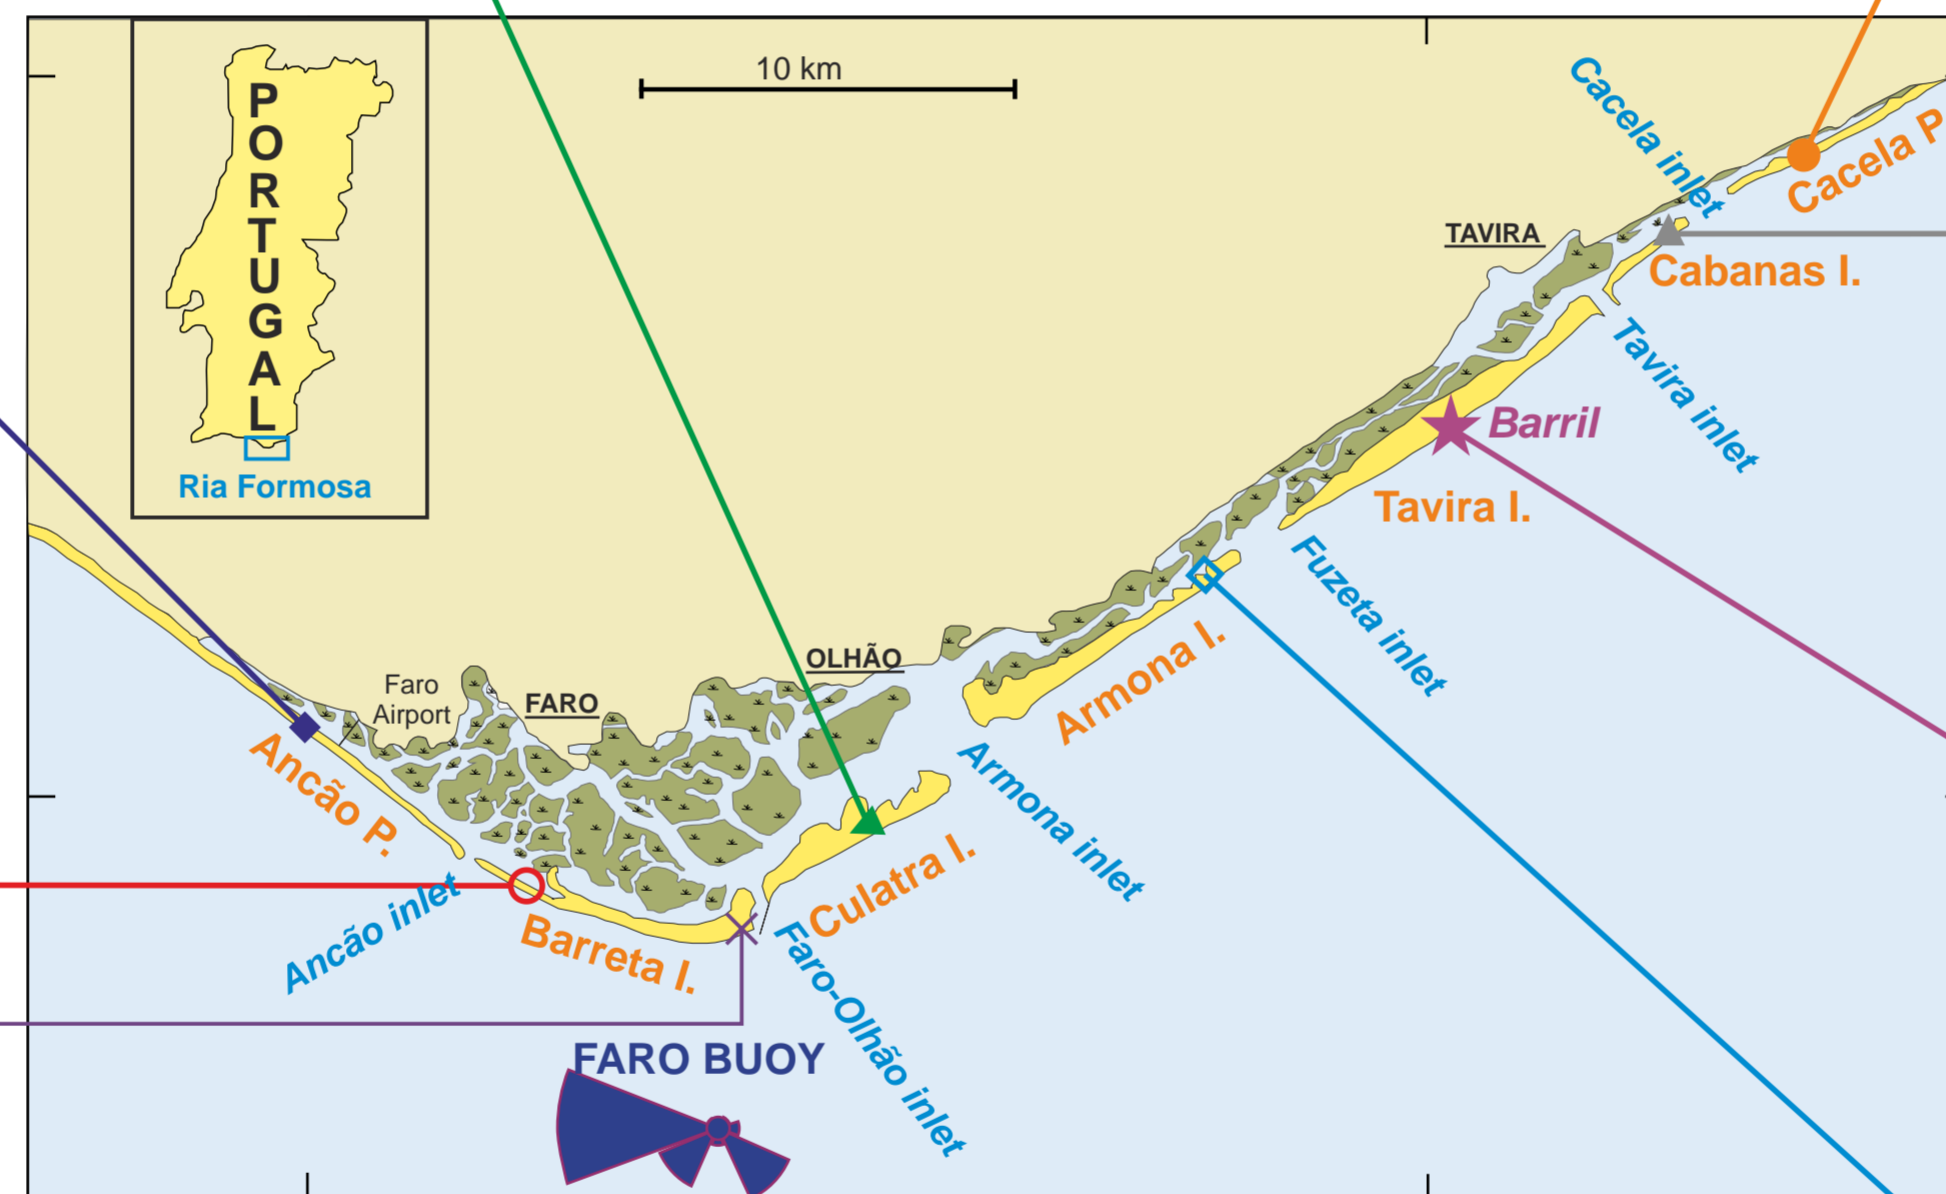 PORTUGAL
Ria Formosa
10 km
Cacela inlet
Cacela P
TAVIRA
Cabanas I.
Tavira inlet
Barril
Tavira I.
Fuzeta inlet
Armona I.
OLHÃO
Faro
Airport
FARO
Ancão P.
Armona inlet
Culatra I.
Ancão inlet
Barreta I.
Faro-Olhão inlet
FARO BUOY